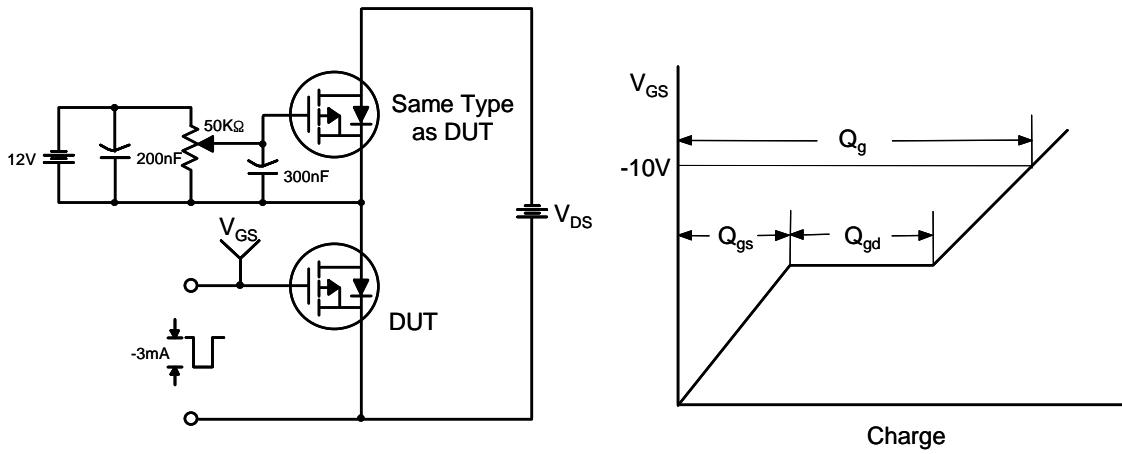 12V
200nF
50KΩ
300nF
Same Type
as DUT
V_GS
DUT
-3mA
V_DS
V_GS
-10V
Q_g
Q_gs
Q_gd
Charge